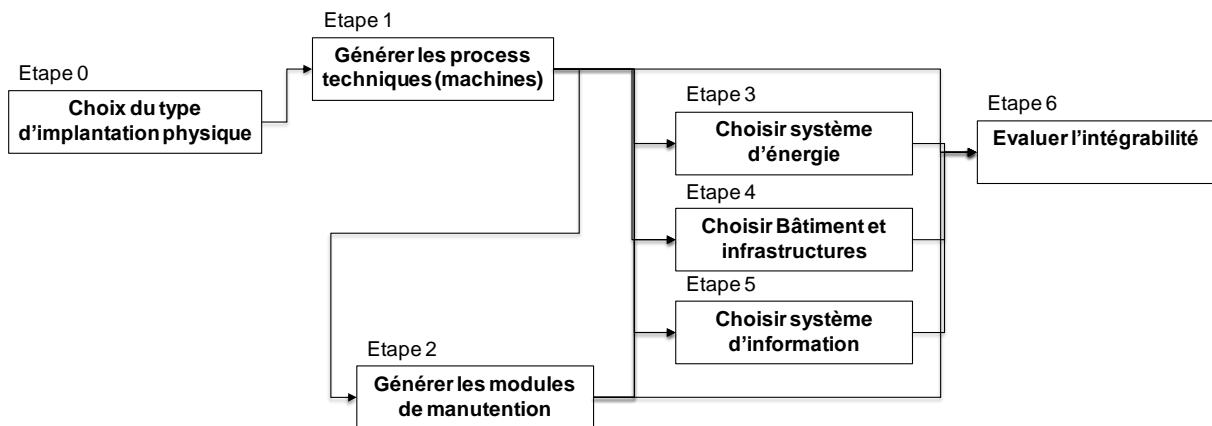 Etape 0
Choix du type
d’implantation physique
Etape 1
Générer les process
techniques (machines)
Etape 2
Générer les modules
de manutention
Etape 3
Choisir système
d’énergie
Etape 4
Choisir Bâtiment et
infrastructures
Etape 5
Choisir système
d’information
Etape 6
Evaluer l’intégrabilité